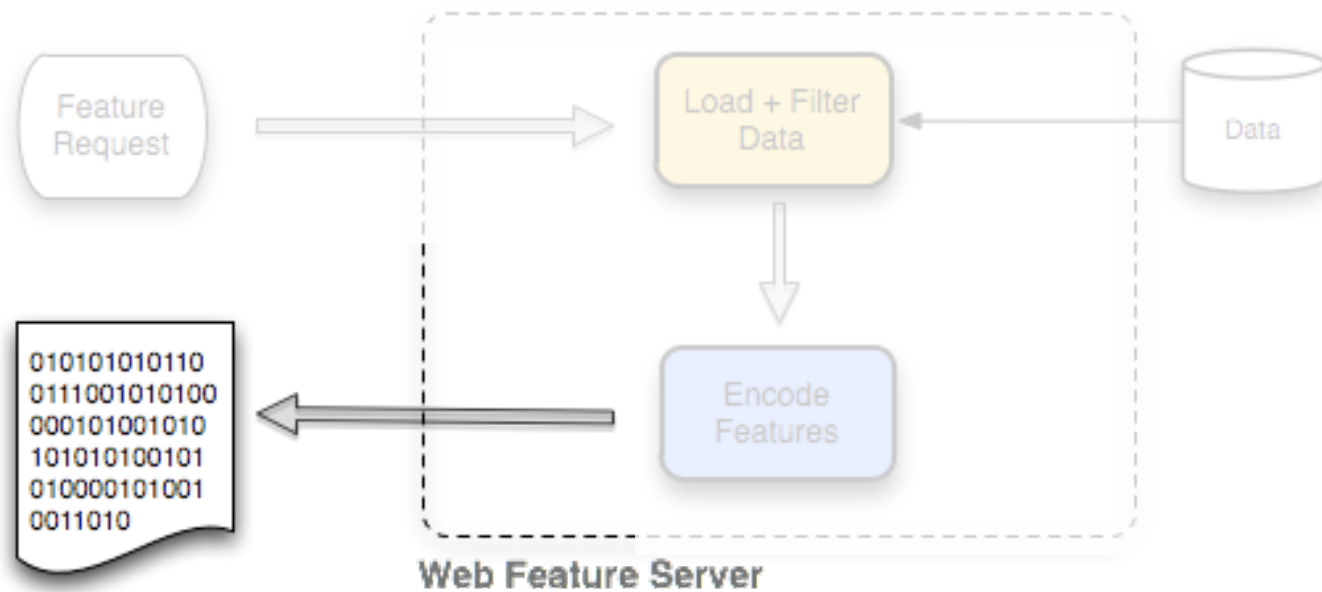 Feature
Request
Load + Filter
Data
Data
010101010110
0111001010100
000101001010
101010100101
010000101001
0011010
Encode
Features
Web Feature Server